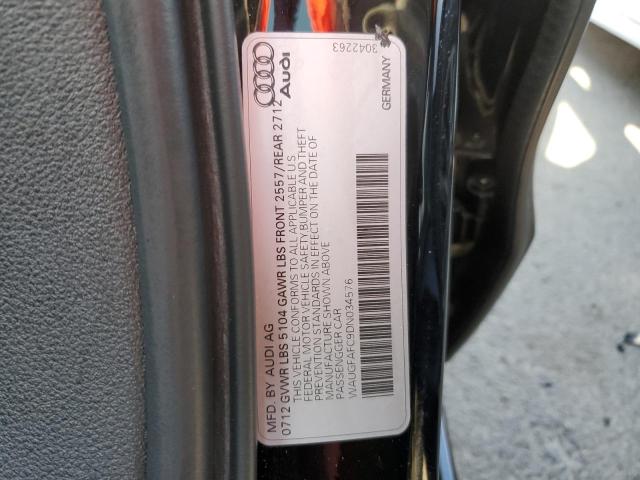 MFD. BY AUDI AG
0712 GVWR LBS 5104 GAWR LBS FRONT 2557/REAR 2712
THIS VEHICLE CONFORMS TO ALL APPLICABLE U.S
FEDERAL MOTOR VEHICLE SAFETY BUMPER AND THEFT
PREVENTION STANDARDS IN EFFECT ON THE DATE OF
MANUFACTURE SHOWN ABOVE
PASSENGGER CAR
WAUGFAFC9DN034576
Audi
GERMANY
3042263